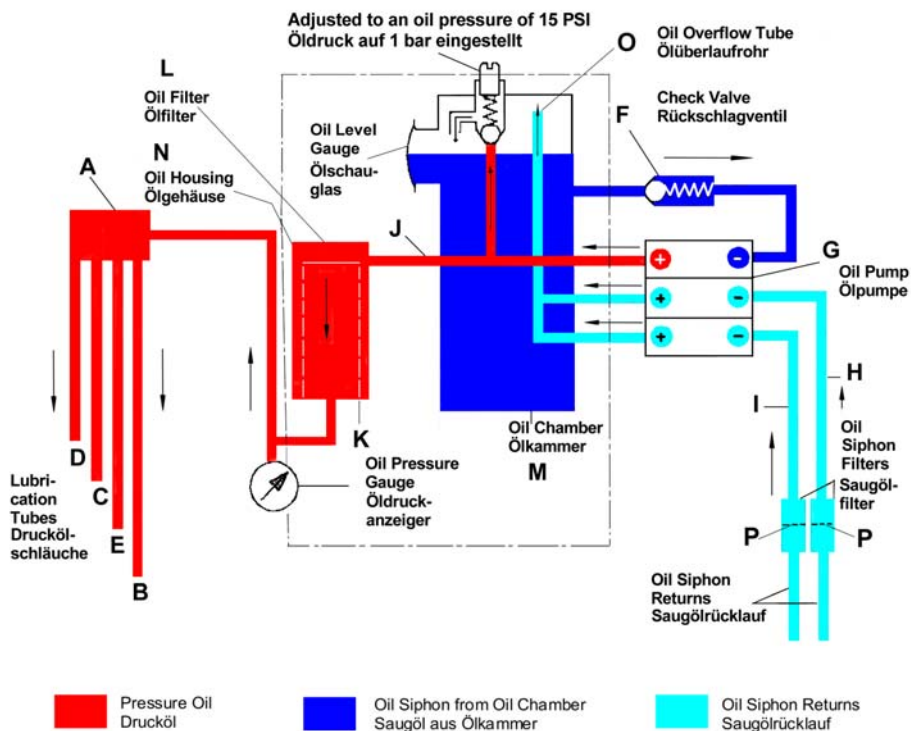 Adjusted to an oil pressure of 15 PSI
Öldruck auf 1 bar eingestellt
O
Oil Overflow Tube
Ölüberlaufrohr
L
Oil Filter
Ölfilter
F
Check Valve
Rückschlagventil
Oil Level
Gauge
Ölschau-
glas
A
N
Oil Housing
Ölgehäuse
J
+
-
G
Oil Pump
Ölpumpe
+
-
+
-
H
I
K
Oil Chamber
Ölkammer
M
Oil
Siphon
Filters
Saugöl-
filter
D
C
E
B
Lubri-
cation
Tubes
Drucköl-
schläuche
Oil Pressure
Gauge
Öldruck-
anzeiger
P
P
Oil Siphon
Returns
Saugölrücklauf
Pressure Oil
Drucköl
Oil Siphon from Oil Chamber
Saugöl aus Ölkammer
Oil Siphon Returns
Saugölrücklauf